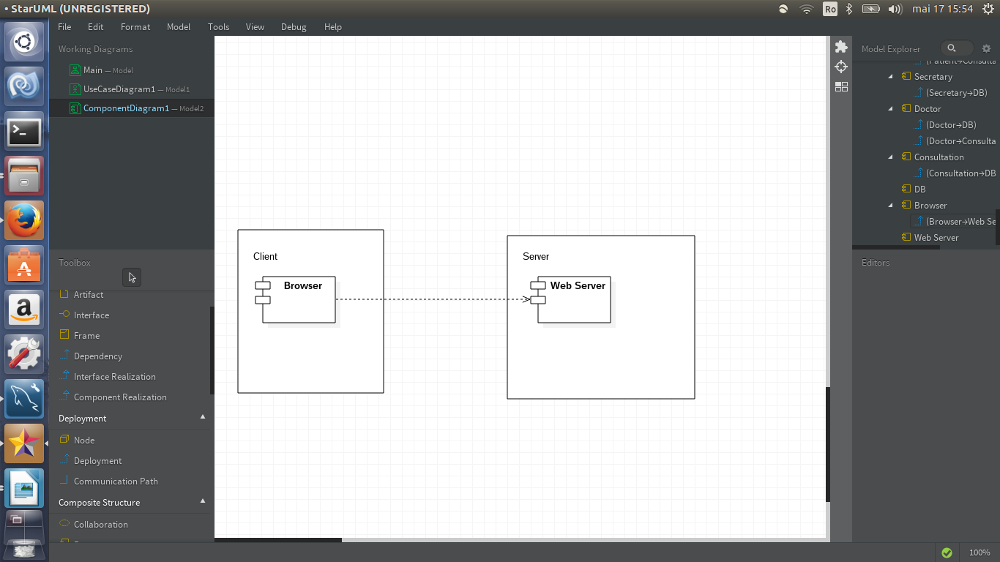 • StarUML (UNREGISTERED)
Ro
mai 17 15:54
File Edit Format Model Tools View Debug Help
Working Diagrams
Main — Model
UseCaseDiagram1 — Model1
ComponentDiagram1 — Model2
Toolbox
Artifact
Interface
Frame
Dependency
Interface Realization
Component Realization
Deployment
Node
Deployment
Communication Path
Composite Structure
Collaboration
Client
Browser
Server
Web Server
Model Explorer
(Patient→Consulta
Secretary
(Secretary→DB)
Doctor
(Doctor→DB)
(Doctor→Consulta
Consultation
(Consultation→DB
DB
Browser
(Browser→Web Se
Web Server
Editors
100%